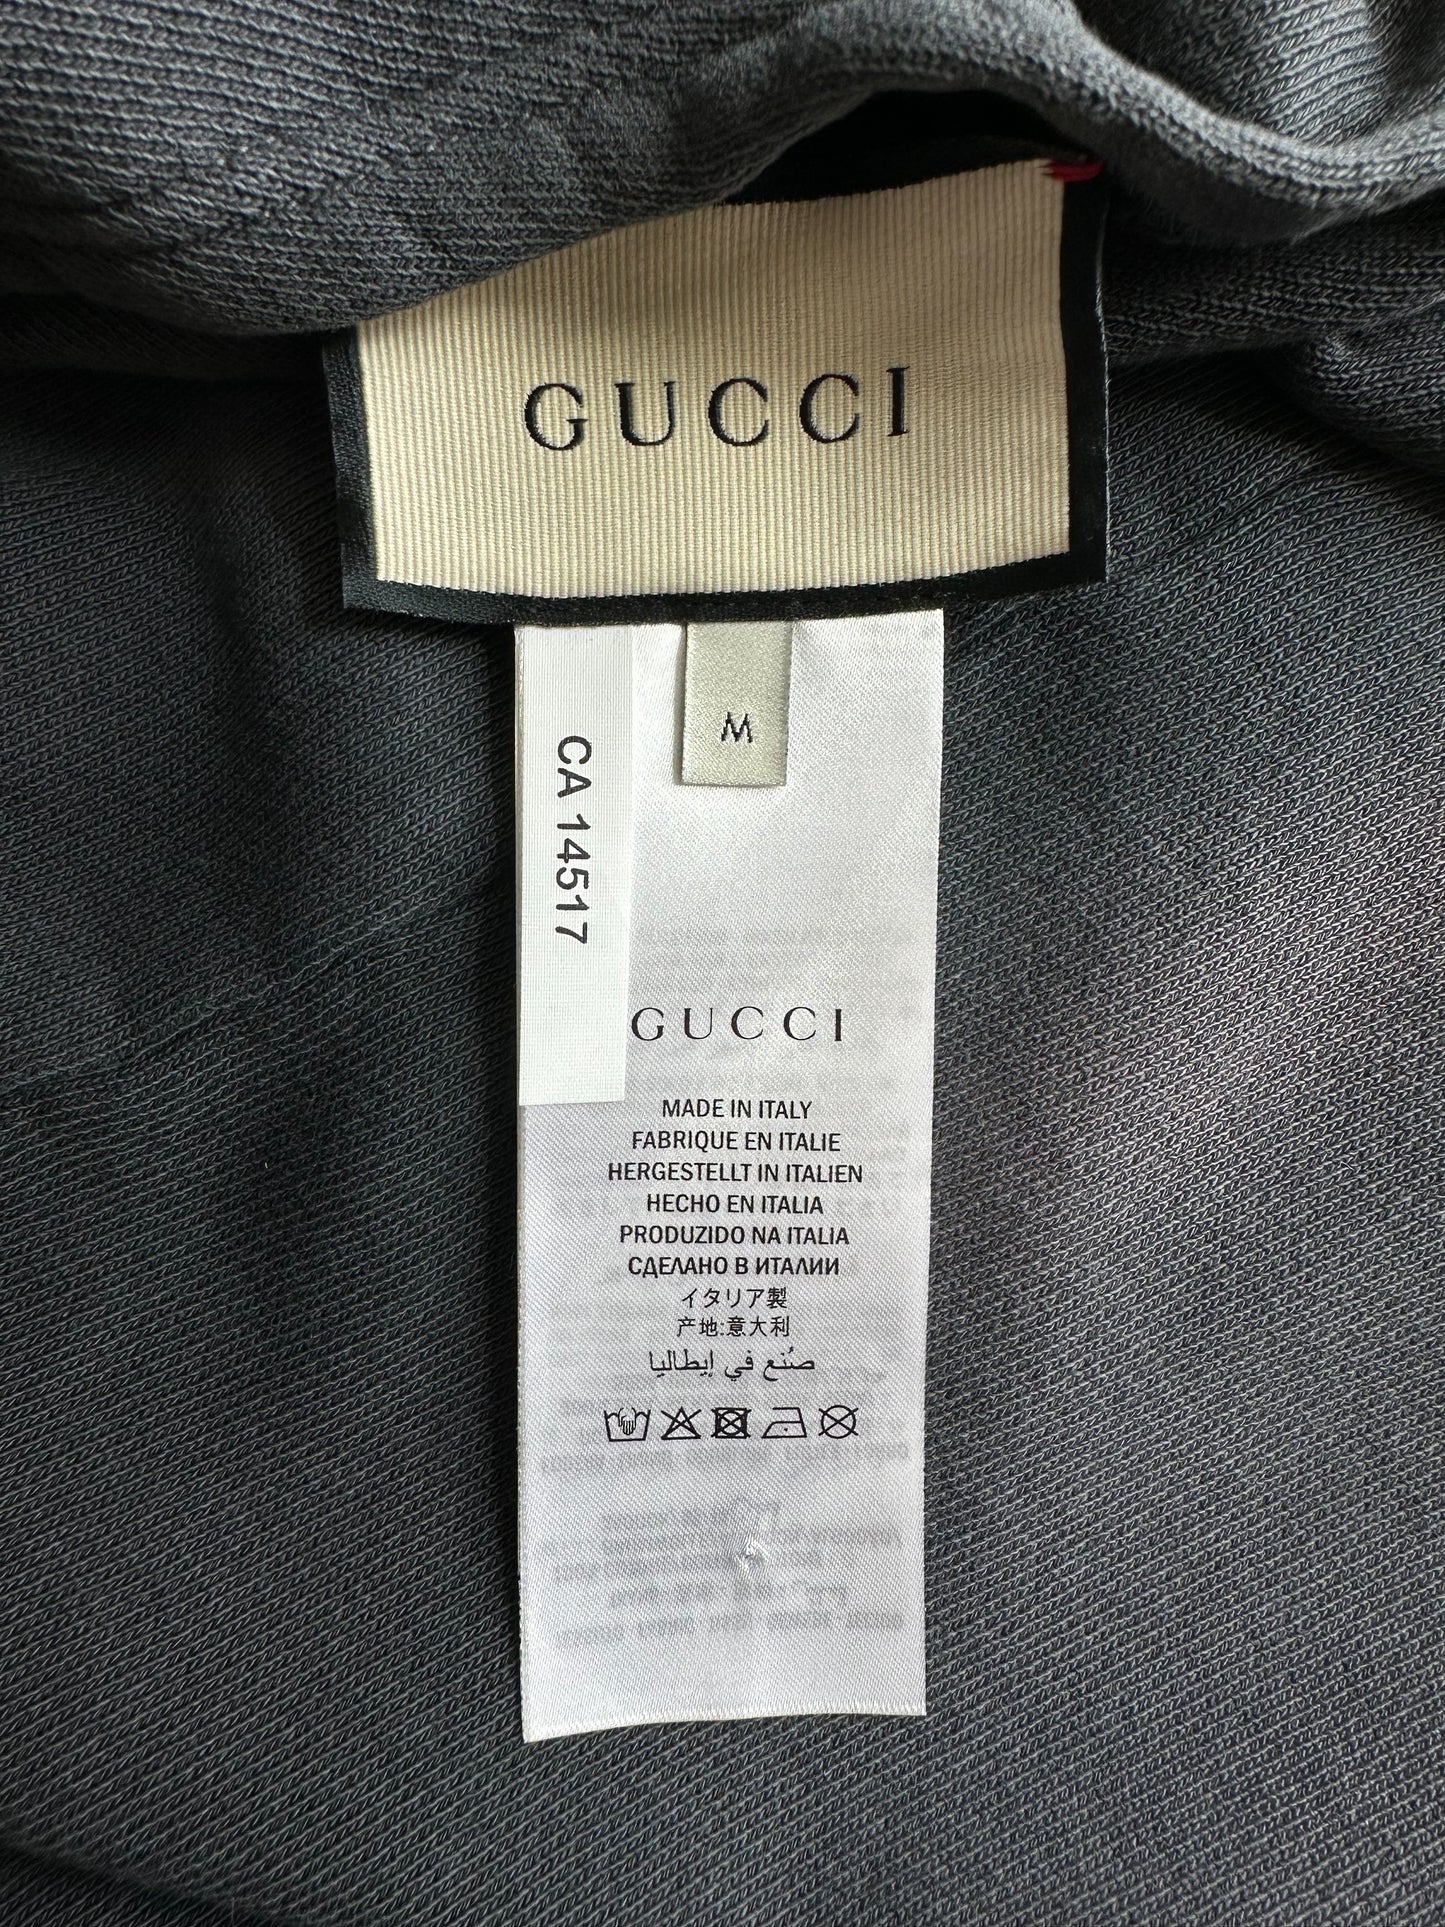 GUCCI
M
CA 14517
GUCCI
MADE IN ITALY
FABRIQUE EN ITALIE
HERGESTELLT IN ITALIEN
HECHO EN ITALIA
PRODUZIDO NA ITALIA
СДЕЛАНО В ИТАЛИИ
イタリア製
产地:意大利
صُنع في إيطاليا